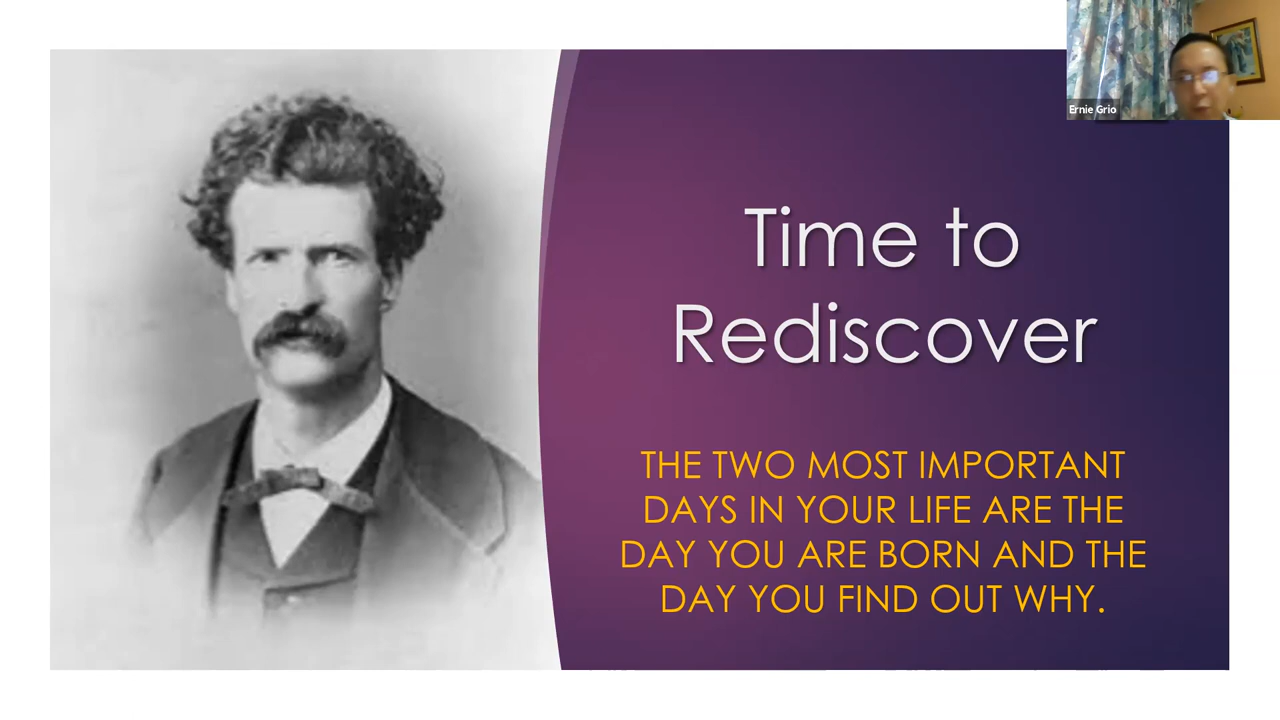 Ernie Grio
Time to
Rediscover
THE TWO MOST IMPORTANT
DAYS IN YOUR LIFE ARE THE
DAY YOU ARE BORN AND THE
DAY YOU FIND OUT WHY.